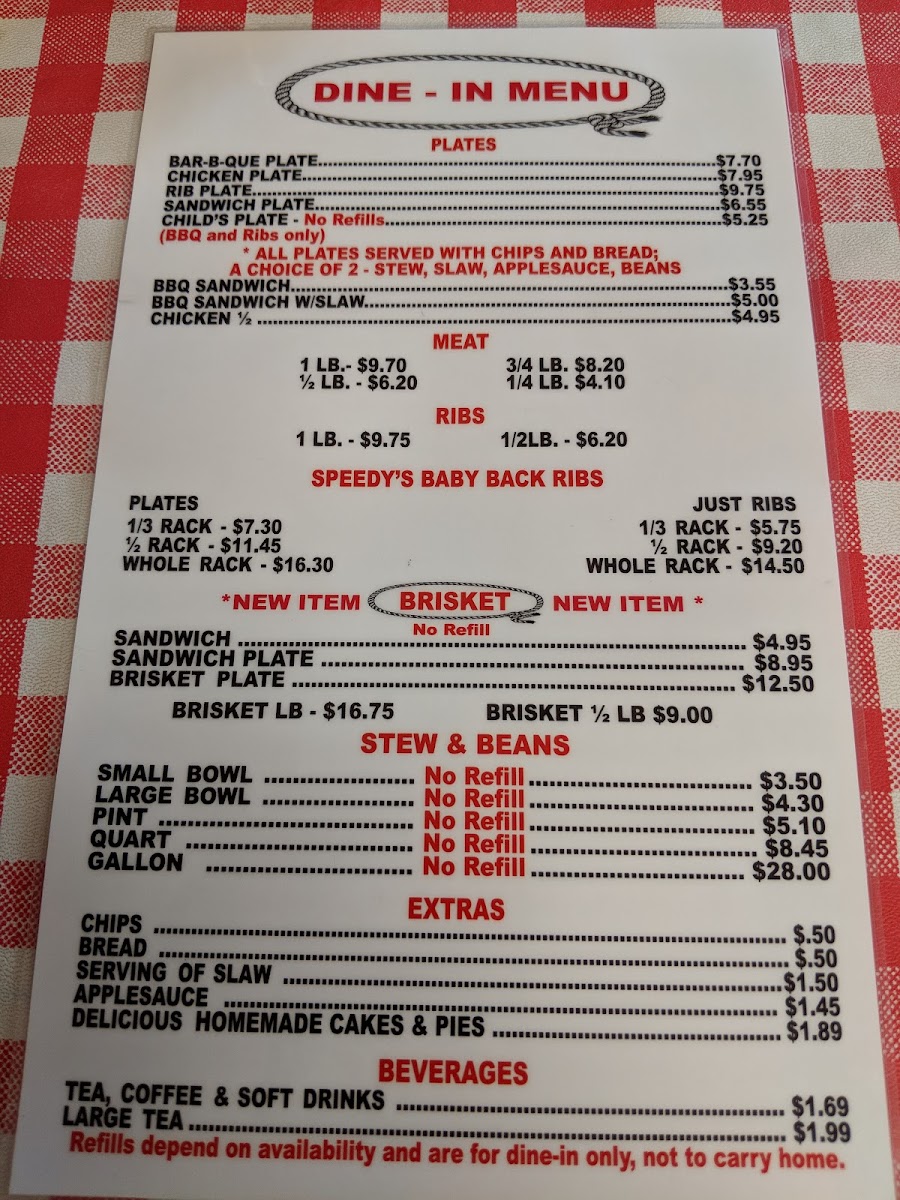 DINE - IN MENU
PLATES
BAR-B-QUE PLATE....................$7.70
CHICKEN PLATE....................$7.95
RIB PLATE....................$9.75
SANDWICH PLATE....................$6.55
CHILD'S PLATE - No Refills....................$5.25
(BBQ and Ribs only)
* ALL PLATES SERVED WITH CHIPS AND BREAD;
A CHOICE OF 2 - STEW, SLAW, APPLESAUCE, BEANS
BBQ SANDWICH....................$3.55
BBQ SANDWICH W/SLAW....................$5.00
CHICKEN ½ ....................$4.95
MEAT
1 LB.- $9.70 3/4 LB. $8.20
½ LB. - $6.20 1/4 LB. $4.10
RIBS
1 LB. - $9.75 1/2LB. - $6.20
SPEEDY'S BABY BACK RIBS
PLATES JUST RIBS
1/3 RACK - $7.30 1/3 RACK - $5.75
½ RACK - $11.45 ½ RACK - $9.20
WHOLE RACK - $16.30 WHOLE RACK - $14.50
*NEW ITEM BRISKET NEW ITEM *
No Refill
SANDWICH .................... $4.95
SANDWICH PLATE .................... $8.95
BRISKET PLATE .................... $12.50
BRISKET LB - $16.75 BRISKET ½ LB $9.00
STEW & BEANS
SMALL BOWL .................... No Refill .................... $3.50
LARGE BOWL .................... No Refill .................... $4.30
PINT .................... No Refill .................... $5.10
QUART .................... No Refill .................... $8.45
GALLON .................... No Refill .................... $28.00
EXTRAS
CHIPS .................... $.50
BREAD .................... $.50
SERVING OF SLAW ....................$1.50
APPLESAUCE .................... $1.45
DELICIOUS HOMEMADE CAKES & PIES .................... $1.89
BEVERAGES
TEA, COFFEE & SOFT DRINKS .................... $1.69
LARGE TEA.................... $1.99
Refills depend on availability and are for dine-in only, not to carry home.